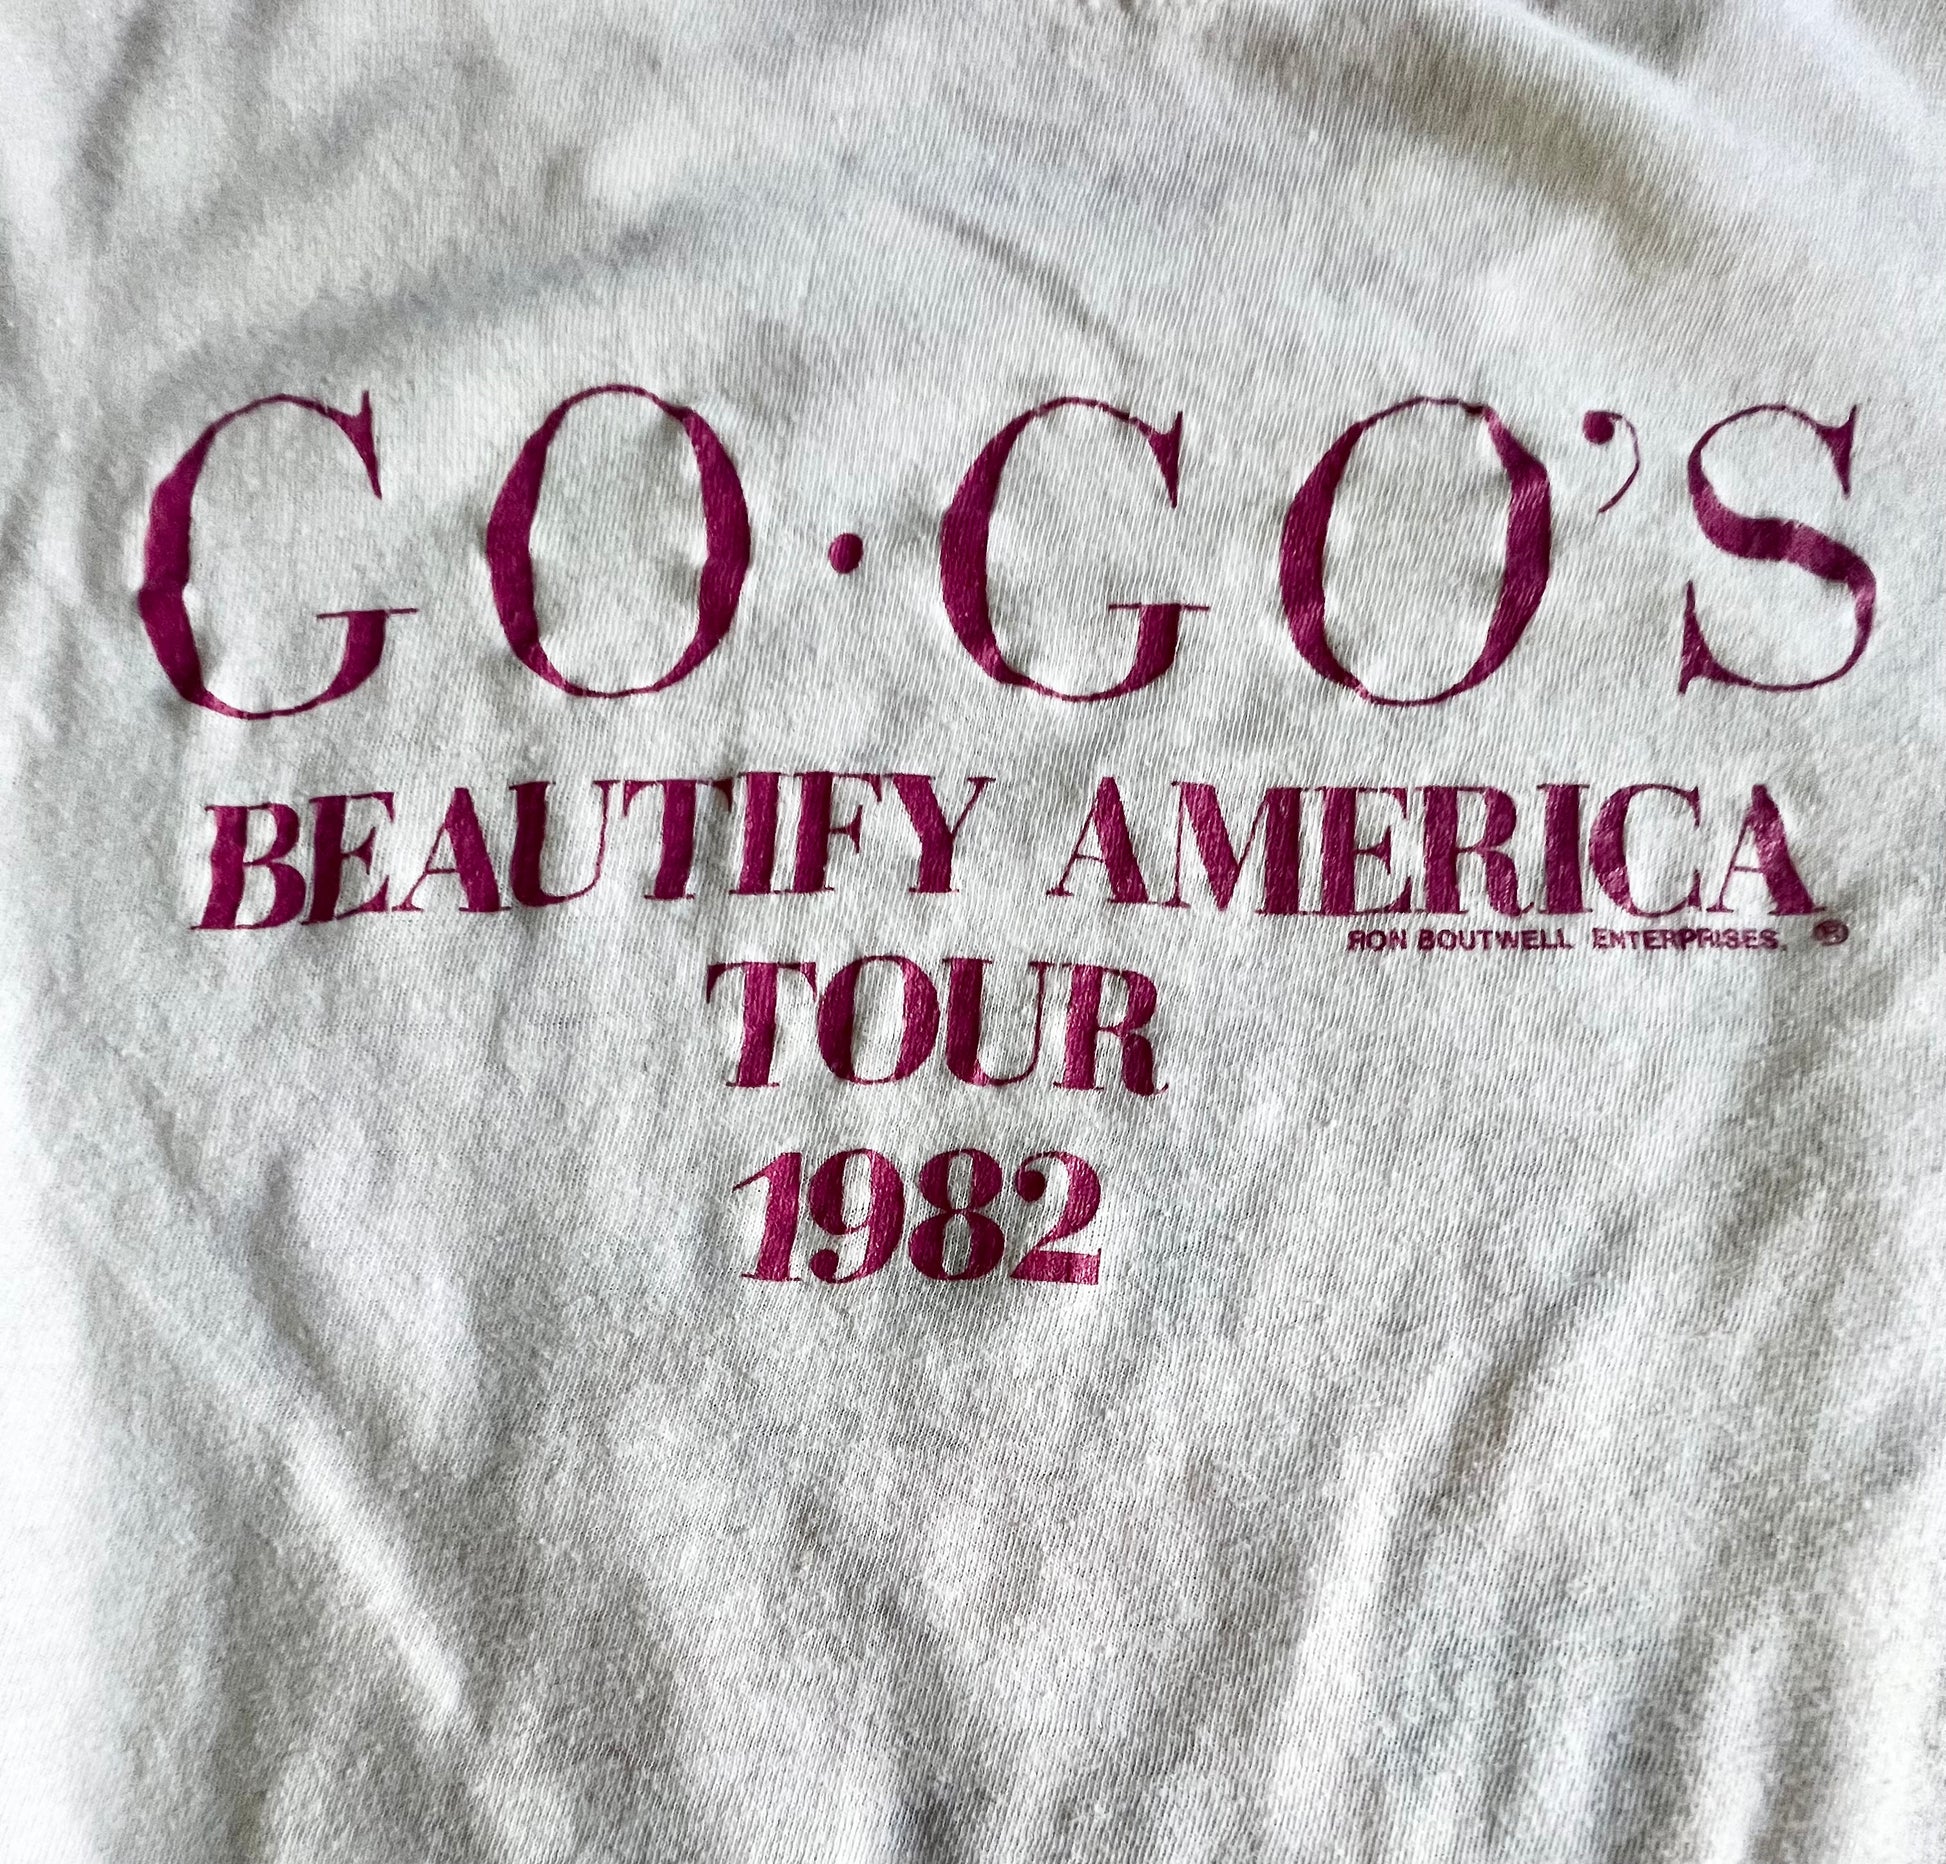 GO·GO'S
BEAUTIFY AMERICA
RON BOUTWELL ENTERPRISES. ®
TOUR
1982